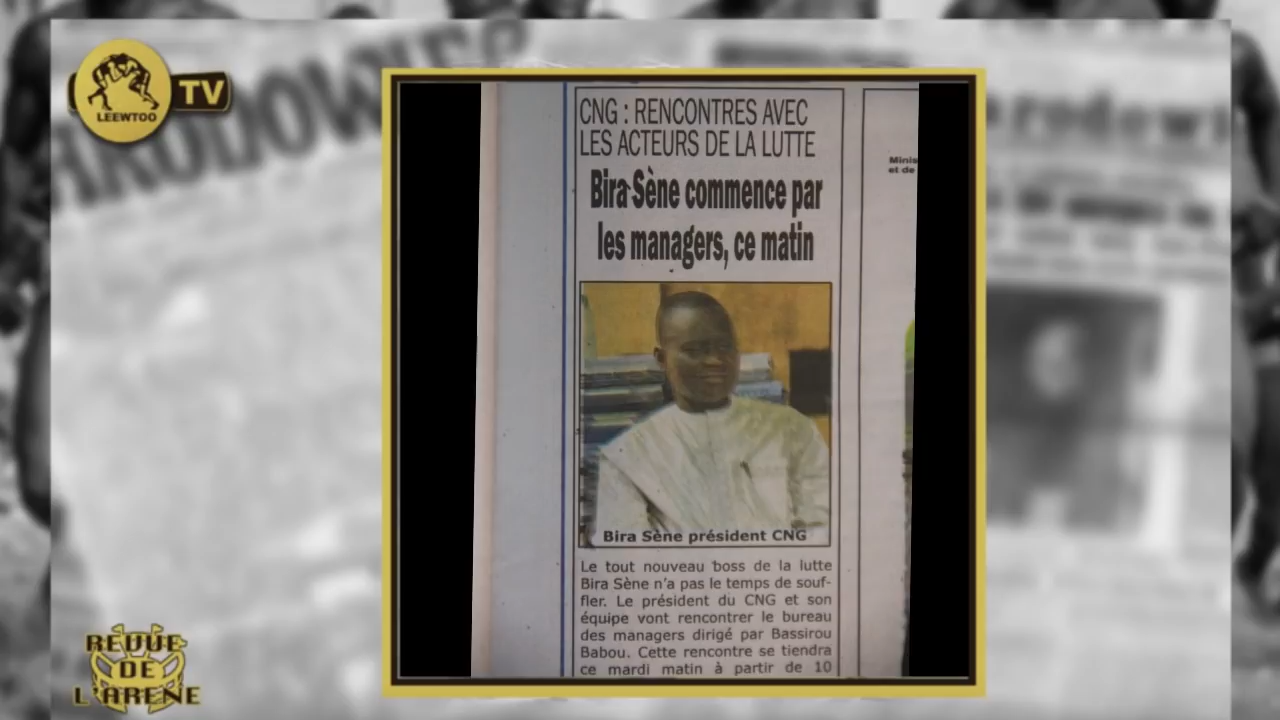 LEEWTOO
TV
CNG : RENCONTRES AVEC
LES ACTEURS DE LA LUTTE
Bira Sène commence par
les managers, ce matin
Minis
et de
Bira Sène président CNG
Le tout nouveau boss de la lutte
Bira Sène n'a pas le temps de souf-
fler. Le président du CNG et son
équipe vont rencontrer le bureau
des managers dirigé par Bassirou
Babou. Cette rencontre se tiendra
ce mardi matin à partir de 10
REVUE
DE
L'ARENE